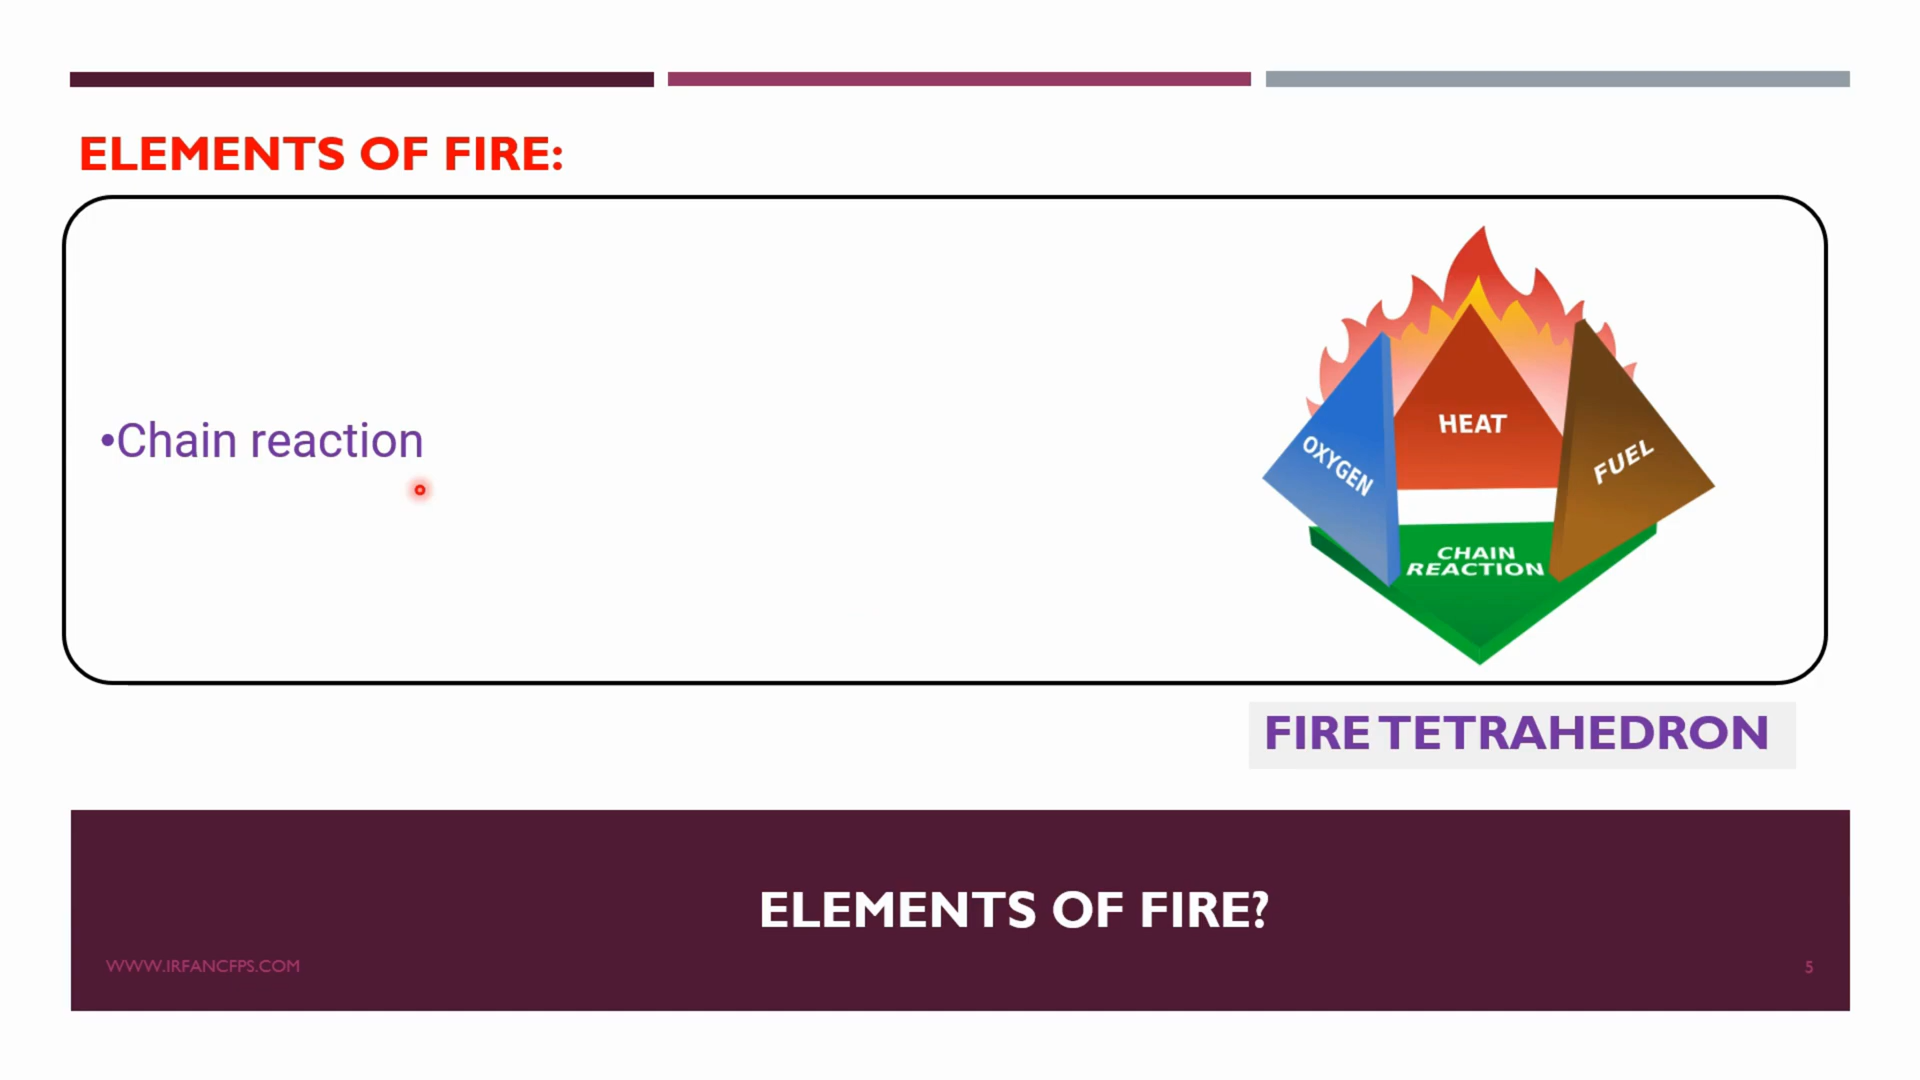 ELEMENTS OF FIRE:
•Chain reaction
HEAT
OXYGEN
FUEL
CHAIN
REACTION
FIRE TETRAHEDRON
ELEMENTS OF FIRE?
WWW.IRFANCFPS.COM
5